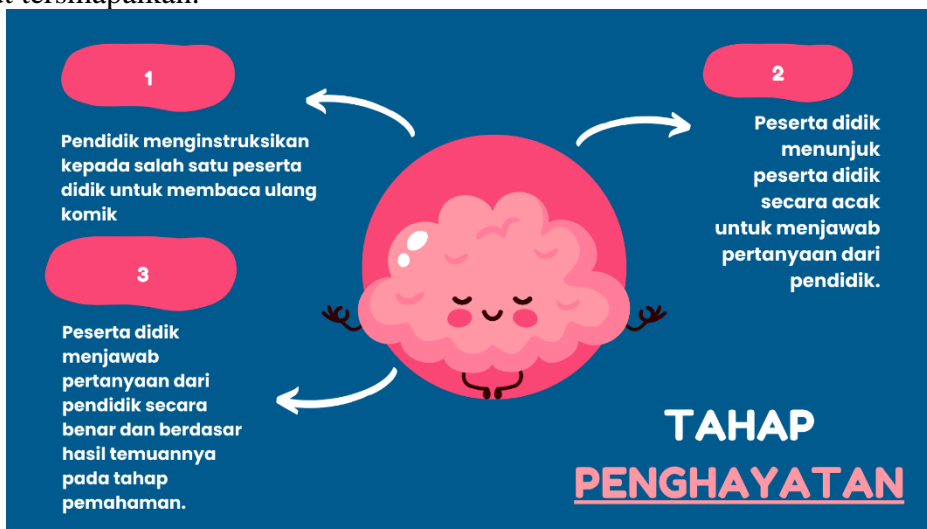 1
Pendidik menginstruksikan
kepada salah satu peserta
didik untuk membaca ulang
komik
2
Peserta didik
menunjuk
peserta didik
secara acak
untuk menjawab
pertanyaan dari
pendidik.
3
Peserta didik
menjawab
pertanyaan dari
pendidik secara
benar dan berdasar
hasil temuannya
pada tahap
pemahaman.
TAHAP
PENGHAYATAN